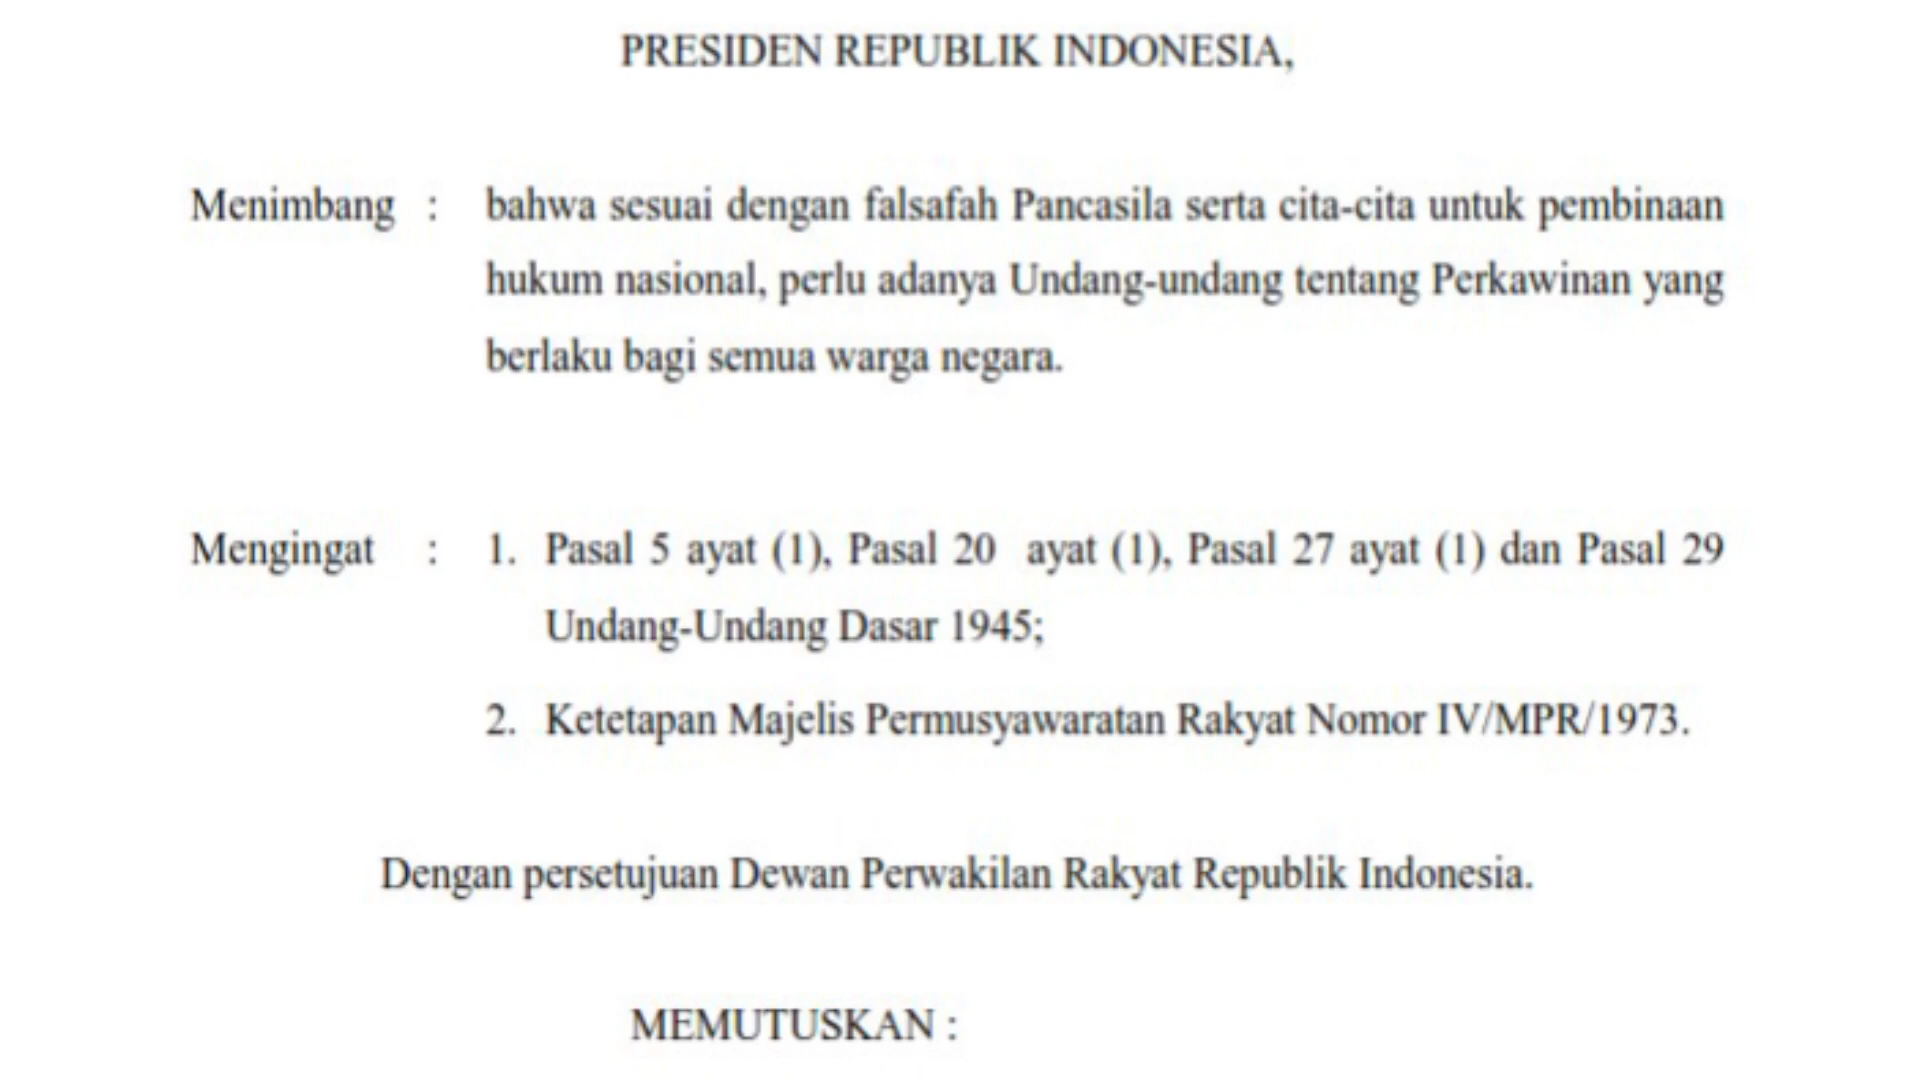 PRESIDEN REPUBLIK INDONESIA,
Menimbang : bahwa sesuai dengan falsafah Pancasila serta cita-cita untuk pembinaan
hukum nasional, perlu adanya Undang-undang tentang Perkawinan yang
berlaku bagi semua warga negara.
Mengingat : 1. Pasal 5 ayat (1), Pasal 20 ayat (1), Pasal 27 ayat (1) dan Pasal 29
Undang-Undang Dasar 1945;
2. Ketetapan Majelis Permusyawaratan Rakyat Nomor IV/MPR/1973.
Dengan persetujuan Dewan Perwakilan Rakyat Republik Indonesia.
MEMUTUSKAN :